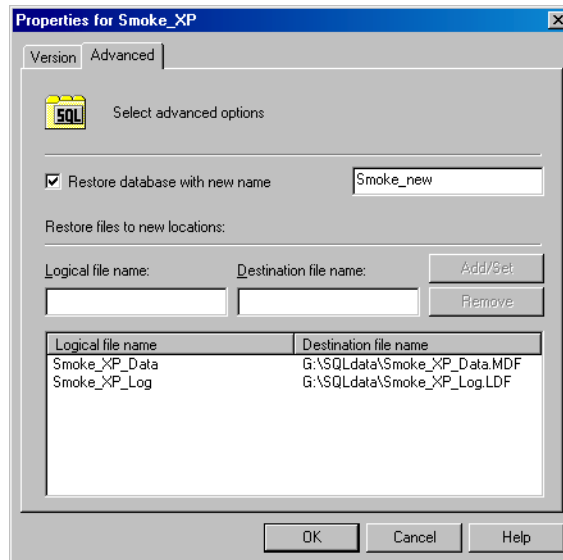 Properties for Smoke_XP
Version Advanced
SQL Select advanced options
Restore database with new name Smoke_new
Restore files to new locations:
Logical file name: Destination file name: Add/Set
Remove
Logical file name Destination file name
Smoke_XP_Data G:\SQLdata\Smoke_XP_Data.MDF
Smoke_XP_Log G:\SQLdata\Smoke_XP_Log.LDF
OK Cancel Help